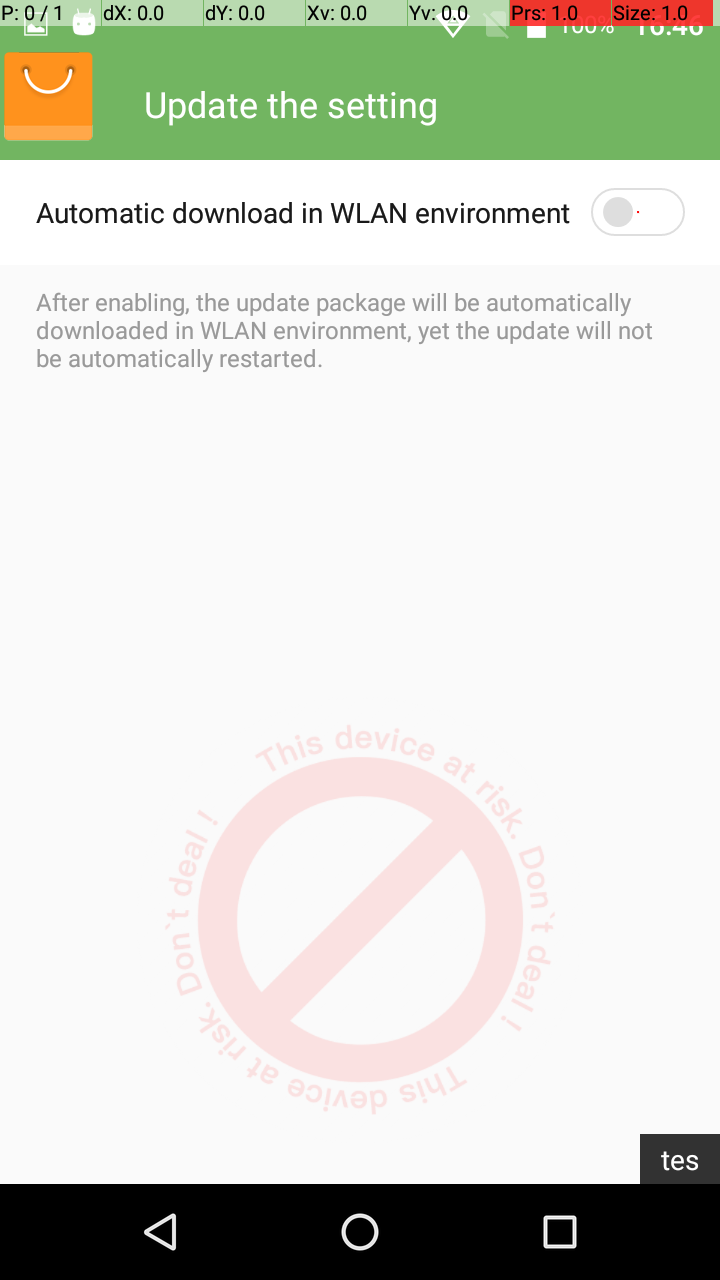 P: 0 / 1 dX: 0.0 dY: 0.0 Xv: 0.0 Yv: 0.0 Prs: 1.0 Size: 1.0
100% 16:46
Update the setting
Automatic download in WLAN environment
After enabling, the update package will be automatically
downloaded in WLAN environment, yet the update will not
be automatically restarted.
This device at risk. Don`t deal !
This device at risk. Don`t deal !
tes